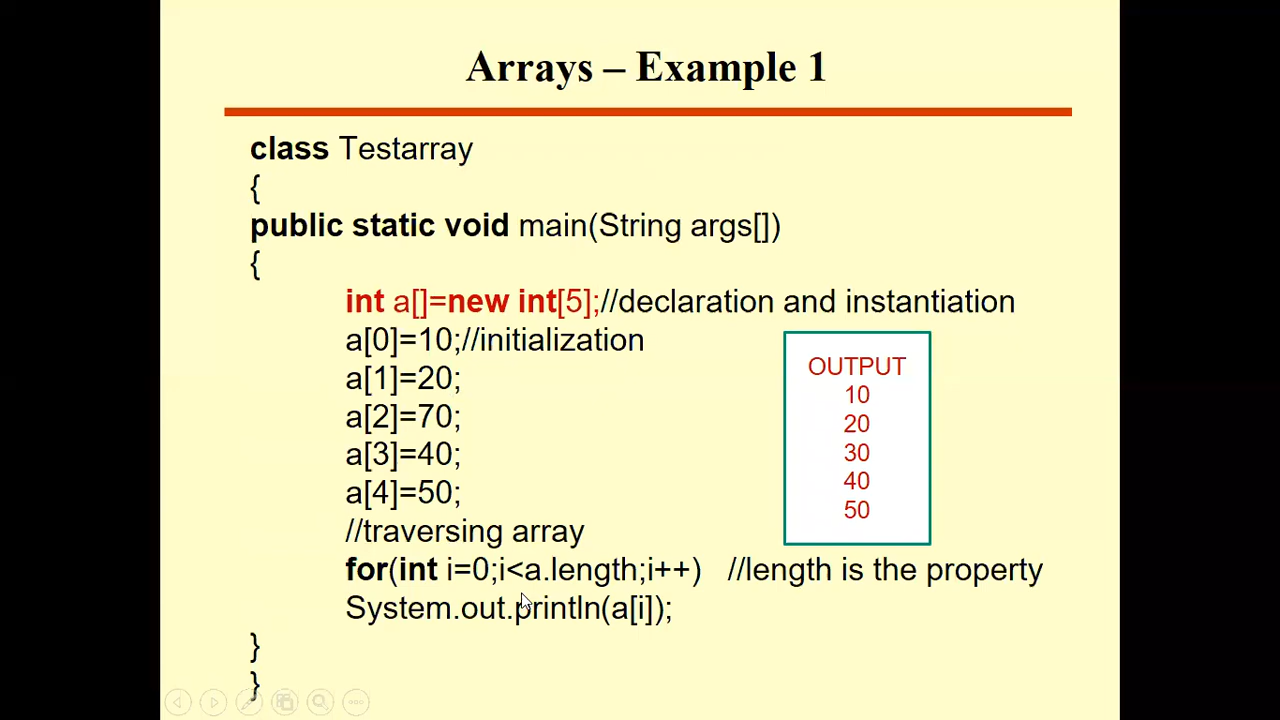 Arrays – Example 1
class Testarray
{
public static void main(String args[])
{
int a[]=new int[5];//declaration and instantiation
a[0]=10;//initialization
a[1]=20;
a[2]=70;
a[3]=40;
a[4]=50;
//traversing array
for(int i=0;i<a.length;i++) //length is the property
System.out.println(a[i]);
}
}
OUTPUT
10
20
30
40
50